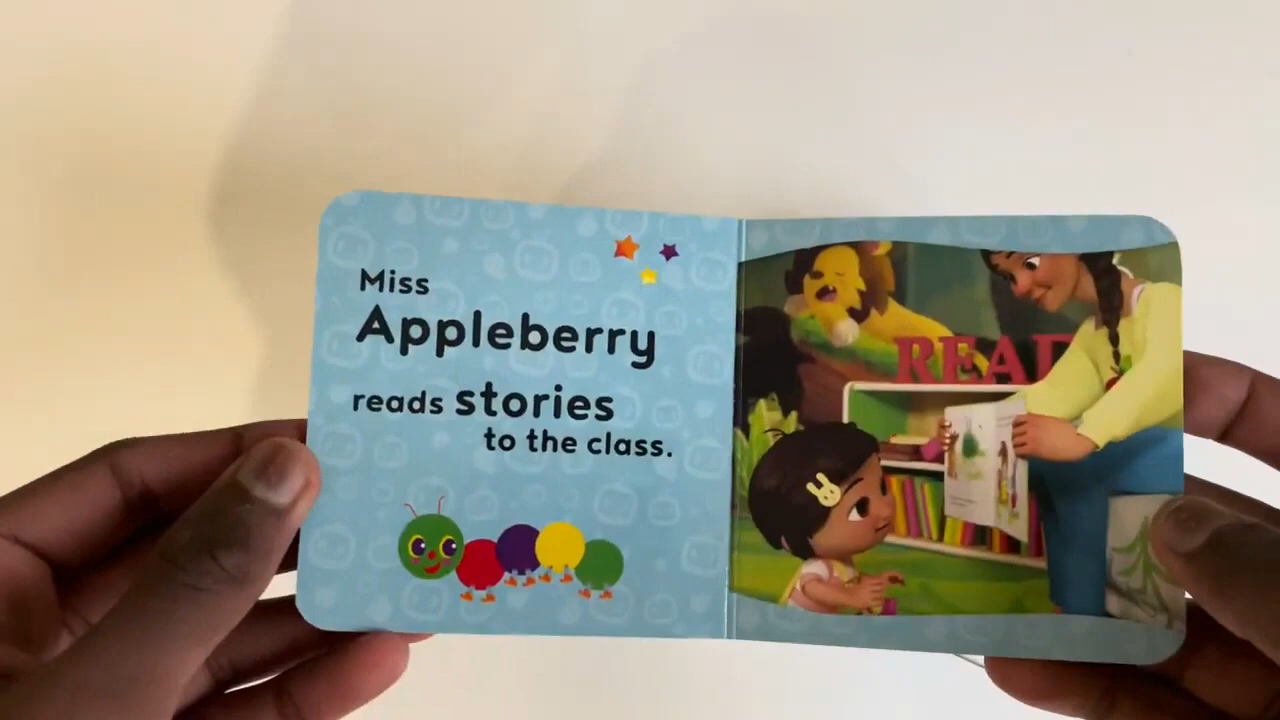 Miss
Appleberry
reads stories
to the class.
READ